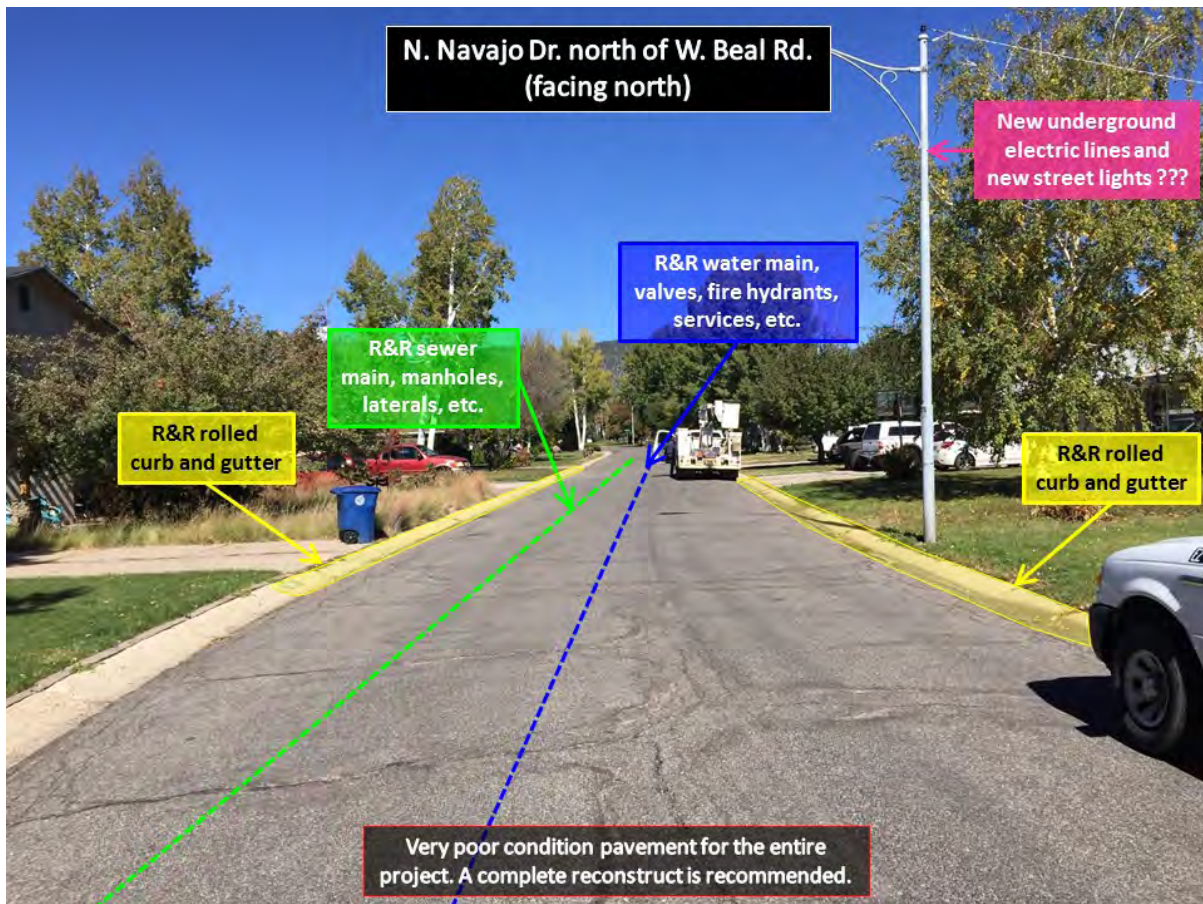 N. Navajo Dr. north of W. Beal Rd.
(facing north)
New underground
electric lines and
new street lights ???
R&R water main,
valves, fire hydrants,
services, etc.
R&R sewer
main, manholes,
laterals, etc.
R&R rolled
curb and gutter
R&R rolled
curb and gutter
Very poor condition pavement for the entire
project. A complete reconstruct is recommended.